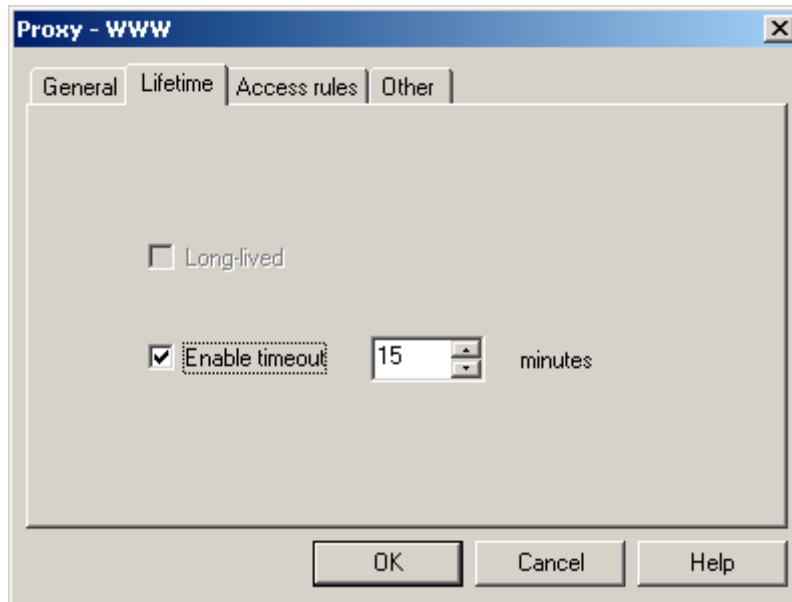 Proxy - WWW
General Lifetime Access rules Other
Long-lived
Enable timeout 15 minutes
OK Cancel Help